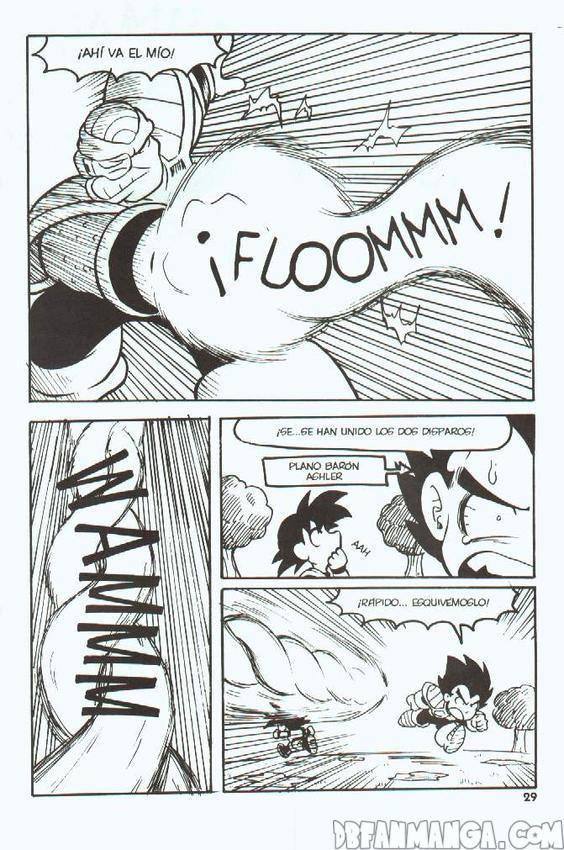 ¡AHÍ VA EL MÍO!
¡FLOOMMM!
WAMMM
¡SE...SE HAN UNIDO LOS DOS DISPAROS!
PLANO BARÓN
ASHLER
AAH
¡RÁPIDO... ESQUIVÉMOSLO!
29
DBFANMANGA.COM